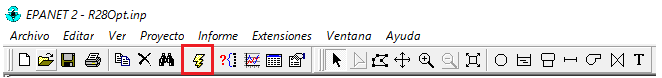 EPANET 2 - R28Opt.inp
Archivo Editar Ver Proyecto Informe Extensiones Ventana Ayuda
T